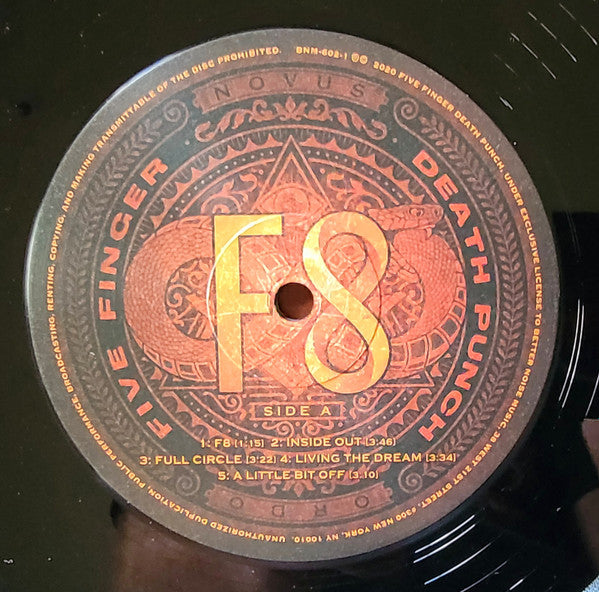 BNM-602-1 ℗© 2020 FIVE FINGER DEATH PUNCH, UNDER EXCLUSIVE LICENSE TO BETTER NOISE MUSIC; 38 WEST 21ST STREET; #300 NEW YORK, NY 10010. UNAUTHORIZED DUPLICATION, PUBLIC PERFORMANCE, BROADCASTING, RENTING, COPYING, AND MAKING TRANSMITTABLE OF THE DISC PROHIBITED.
NOVUS
FIVE FINGER
DEATH PUNCH
F8
SIDE A
1: F8 [1:15] 2: INSIDE OUT [3:46]
3: FULL CIRCLE [3:22] 4: LIVING THE DREAM [3:34]
5: A LITTLE BIT OFF [3:10]
ORDO